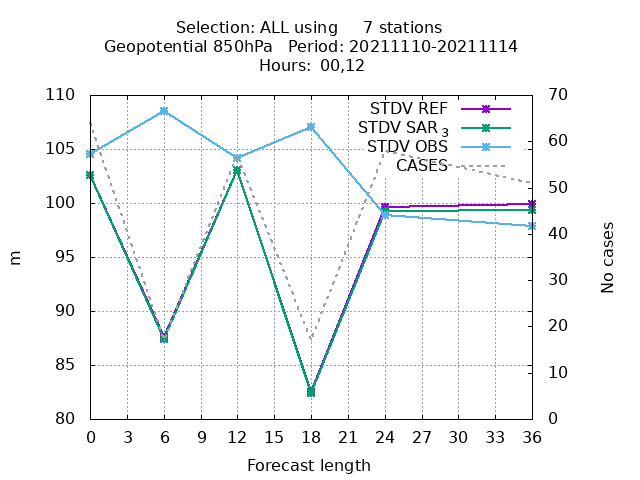 Selection: ALL using     7 stations
Geopotential 850hPa   Period: 20211110-20211114
Hours:  00,12
STDV REF
STDV SAR 3
STDV OBS
CASES
110
105
100
95
90
85
80
m
70
60
50
40
30
20
10
0
No cases
0 3 6 9 12 15 18 21 24 27 30 33 36
Forecast length